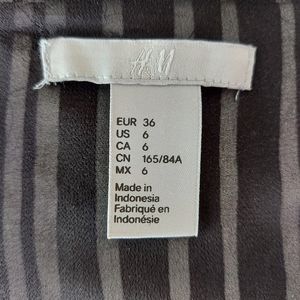 H&M
EUR 36
US 6
CA 6
CN 165/84A
MX 6
Made in
Indonesia
Fabriqué en
Indonésie